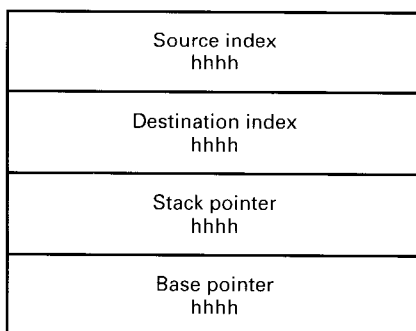 Source index
hhhh
Destination index
hhhh
Stack pointer
hhhh
Base pointer
hhhh